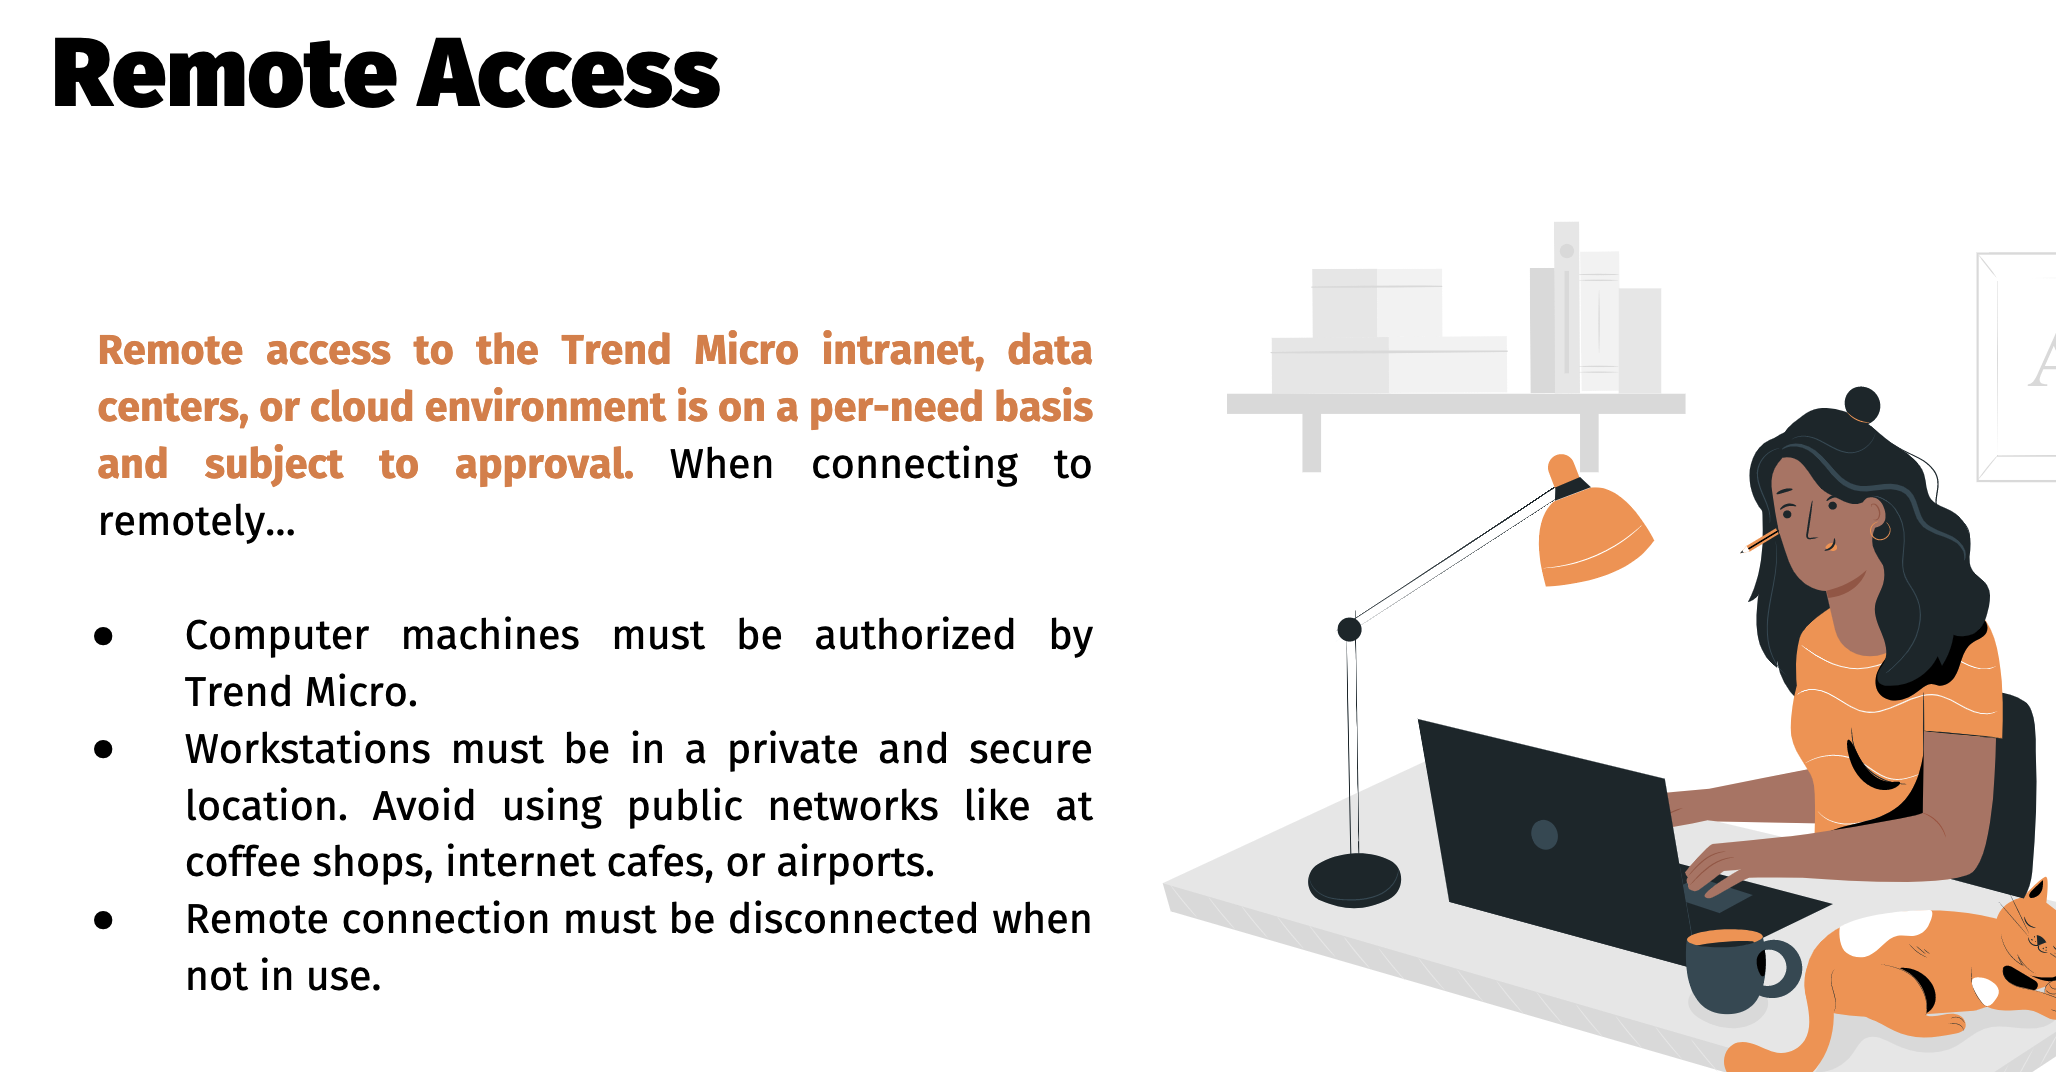 Remote Access
Remote access to the Trend Micro intranet, data
centers, or cloud environment is on a per-need basis
and subject to approval. When connecting to
remotely...
● Computer machines must be authorized by
Trend Micro.
● Workstations must be in a private and secure
location. Avoid using public networks like at
coffee shops, internet cafes, or airports.
● Remote connection must be disconnected when
not in use.
A